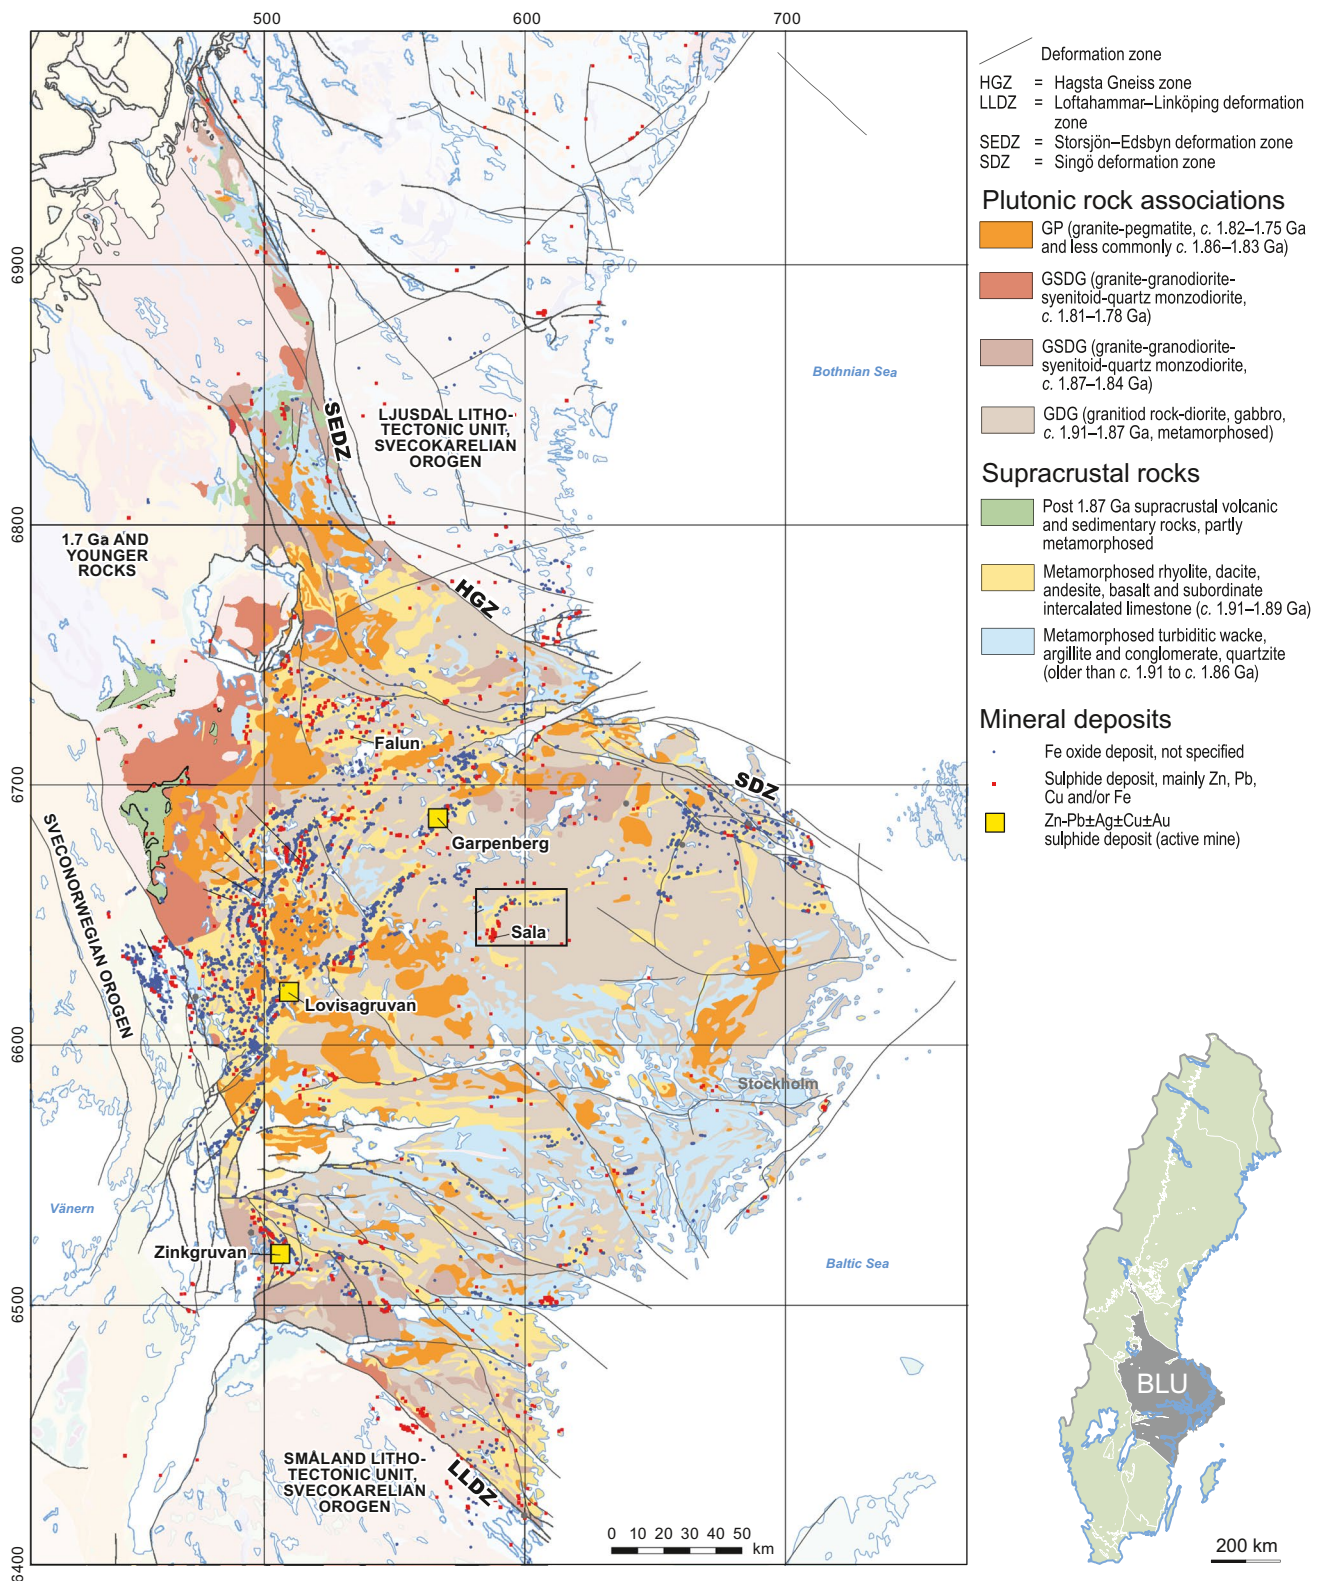 500
600
700
6900
6800
6700
6600
6500
6400
SEDZ
LJUSDAL LITHO-
TECTONIC UNIT,
SVECOKARELIAN
OROGEN
Bothnian Sea
1.7 Ga AND
YOUNGER
ROCKS
HGZ
Falun
SDZ
Garpenberg
SVECONORWEGIAN OROGEN
Sala
Lovisagruvan
Stockholm
Vänern
Zinkgruvan
Baltic Sea
SMÅLAND LITHO-
TECTONIC UNIT,
SVECOKARELIAN
OROGEN
LLDZ
0 10 20 30 40 50
km
Deformation zone
HGZ = Hagsta Gneiss zone
LLDZ = Loftahammar–Linköping deformation
zone
SEDZ = Storsjön–Edsbyn deformation zone
SDZ = Singö deformation zone
Plutonic rock associations
GP (granite-pegmatite, c. 1.82–1.75 Ga
and less commonly c. 1.86–1.83 Ga)
GSDG (granite-granodiorite-
syenitoid-quartz monzodiorite,
c. 1.81–1.78 Ga)
GSDG (granite-granodiorite-
syenitoid-quartz monzodiorite,
c. 1.87–1.84 Ga)
GDG (granitiod rock-diorite, gabbro,
c. 1.91–1.87 Ga, metamorphosed)
Supracrustal rocks
Post 1.87 Ga supracrustal volcanic
and sedimentary rocks, partly
metamorphosed
Metamorphosed rhyolite, dacite,
andesite, basalt and subordinate
intercalated limestone (c. 1.91–1.89 Ga)
Metamorphosed turbiditic wacke,
argillite and conglomerate, quartzite
(older than c. 1.91 to c. 1.86 Ga)
Mineral deposits
Fe oxide deposit, not specified
Sulphide deposit, mainly Zn, Pb,
Cu and/or Fe
Zn-Pb±Ag±Cu±Au
sulphide deposit (active mine)
BLU
200 km